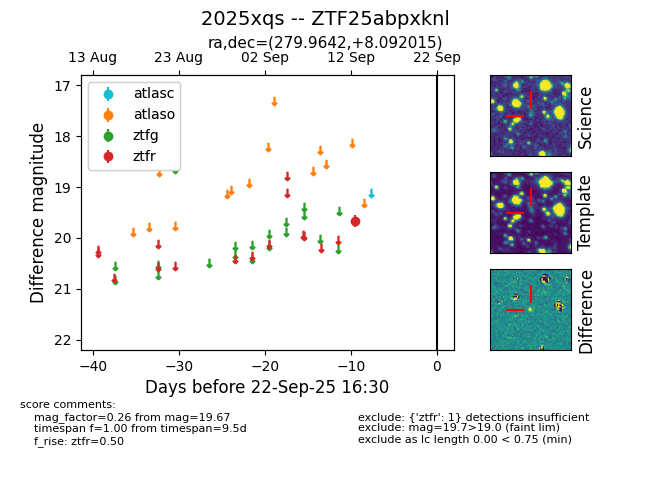 2025xqs -- ZTF25abpxknl
ra,dec=(279.9642,+8.092015)
13 Aug 23 Aug 02 Sep 12 Sep 22 Sep
17
18
19
20
21
22
Difference magnitude
atlasc
atlaso
ztfg
ztfr
−40 −30 −20 −10 0
Days before 22-Sep-25 16:30
Science
Template
Difference
score comments:
mag_factor=0.26 from mag=19.67
timespan f=1.00 from timespan=9.5d
f_rise: ztfr=0.50
exclude: {'ztfr': 1} detections insufficient
exclude: mag=19.7>19.0 (faint lim)
exclude as lc length 0.00 < 0.75 (min)